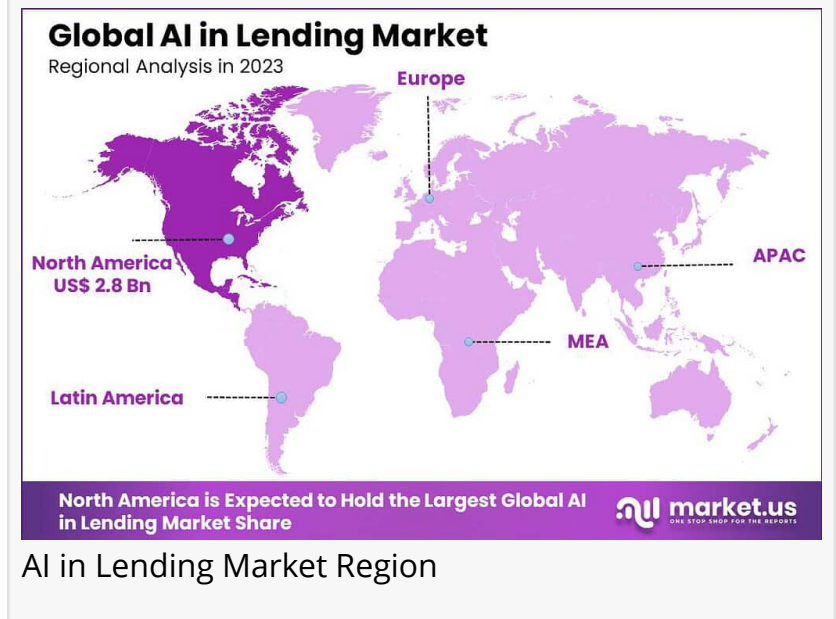 Global AI in Lending Market
Regional Analysis in 2023
Europe
North America
US$ 2.8 Bn
APAC
MEA
Latin America
North America is Expected to Hold the Largest Global AI
in Lending Market Share
market.us
ONE STOP SHOP FOR THE REPORTS
AI in Lending Market Region